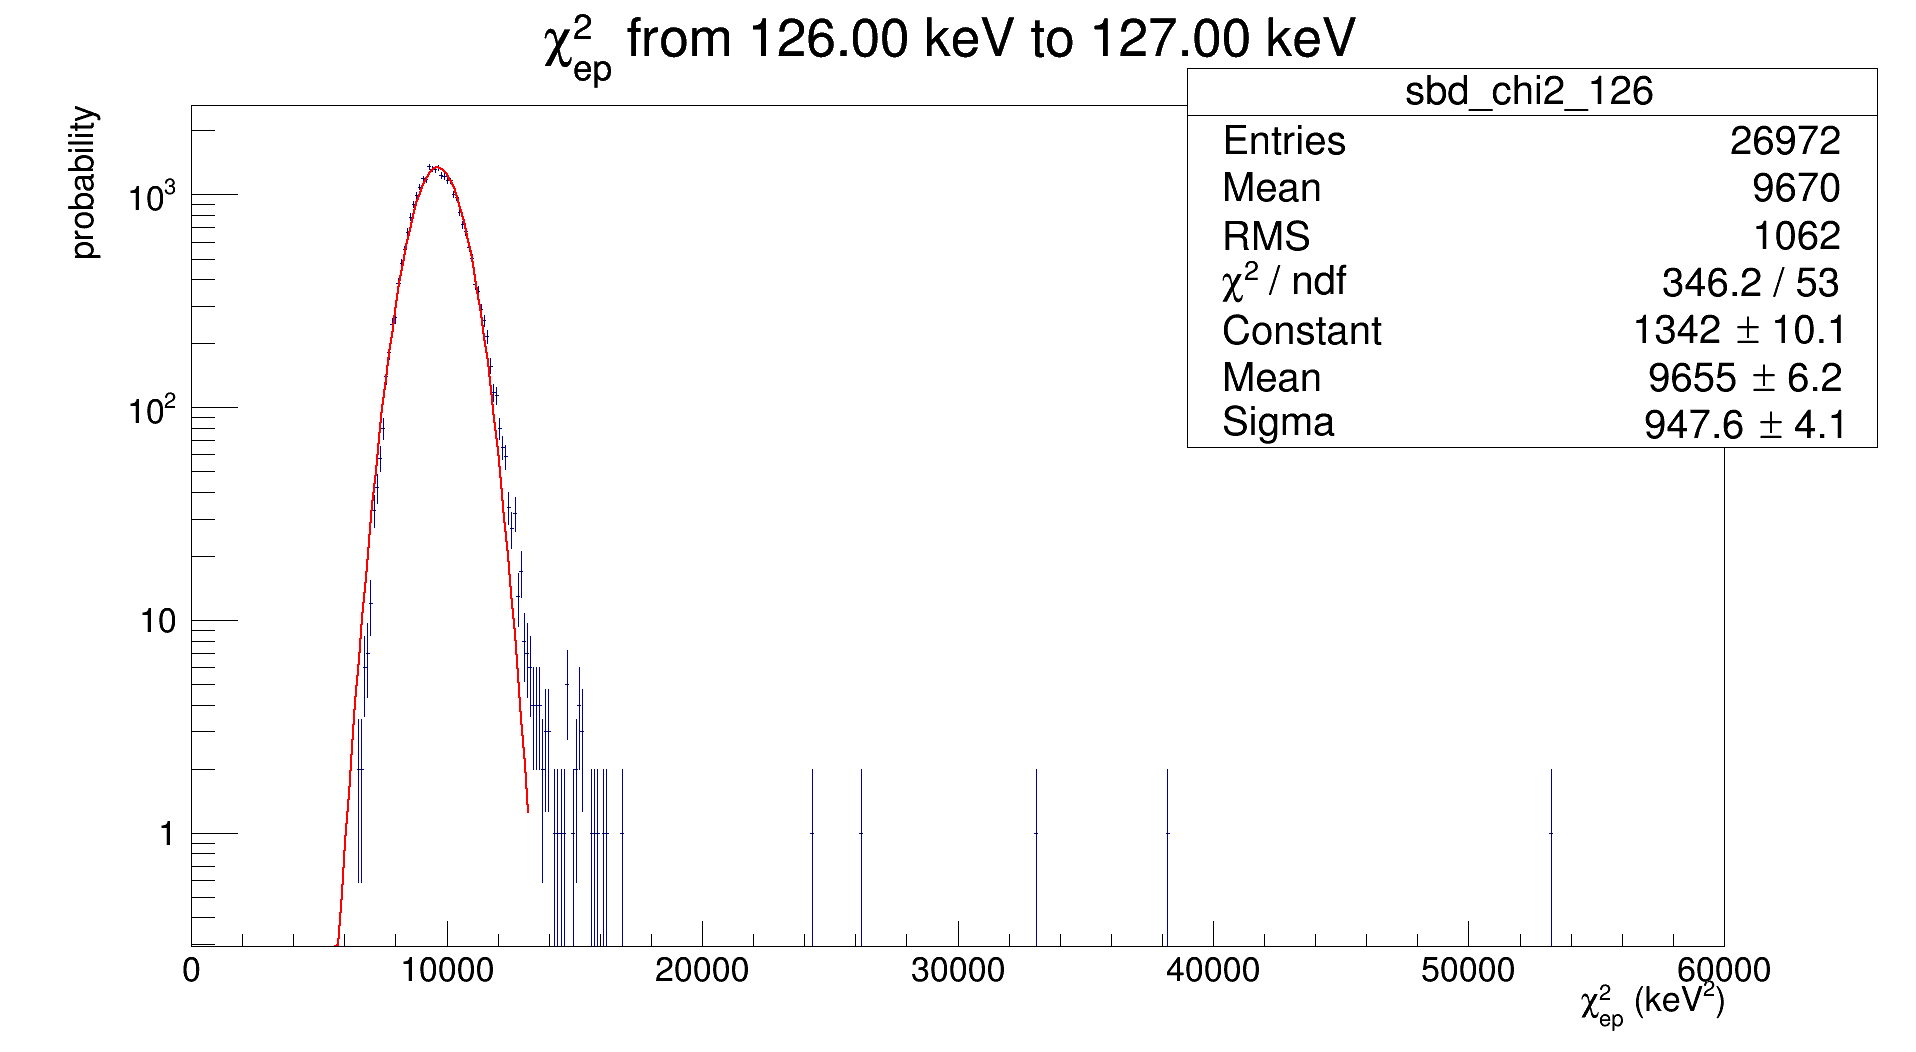 χ²ep from 126.00 keV to 127.00 keV
sbd_chi2_126
Entries 26972
Mean 9670
RMS 1062
χ² / ndf 346.2 / 53
Constant 1342 ± 10.1
Mean 9655 ± 6.2
Sigma 947.6 ± 4.1
probability
10³
10²
10
1
0 10000 20000 30000 40000 50000 60000
χ²ep (keV²)